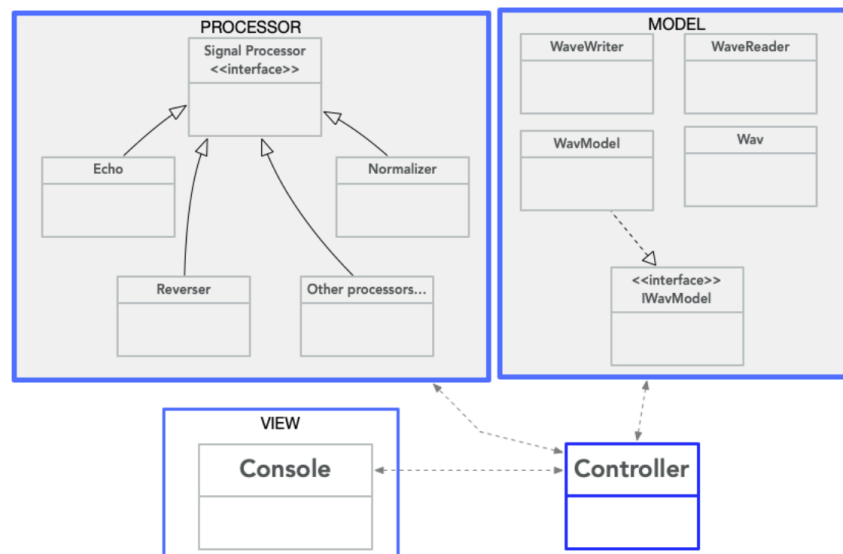 PROCESSOR
Signal Processor
<<interface>>
Echo
Normalizer
Reverser
Other processors...
MODEL
WaveWriter
WaveReader
WavModel
Wav
<<interface>>
IWavModel
VIEW
Console
Controller